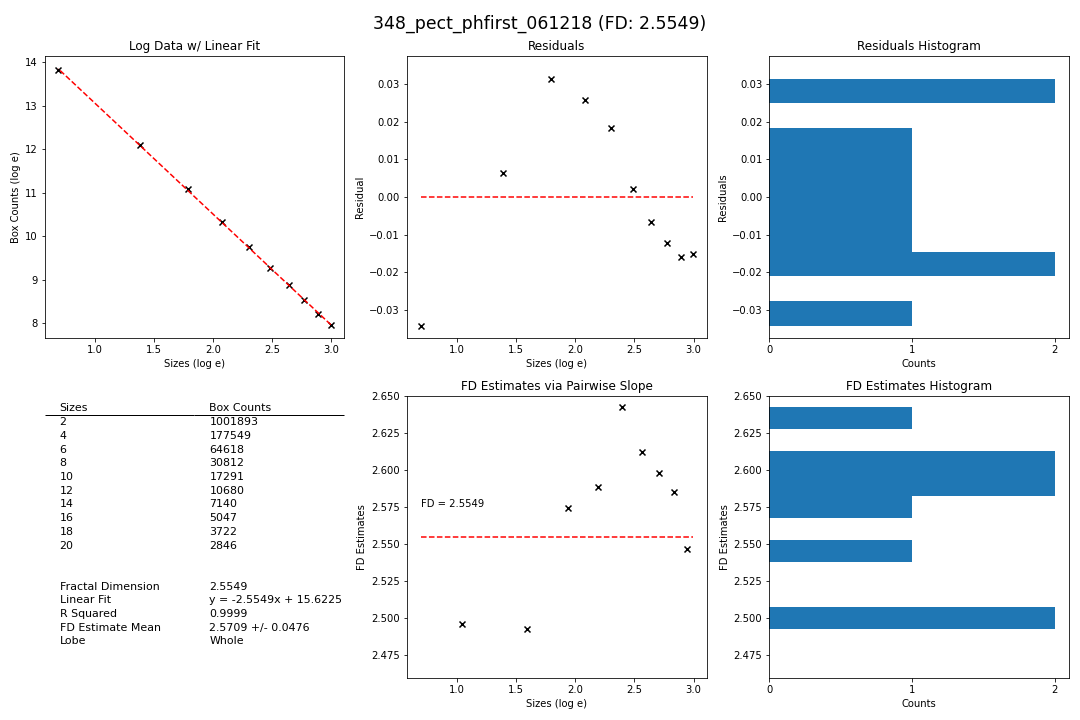 348_pect_phfirst_061218 (FD: 2.5549)
Log Data w/ Linear Fit
14
13
12
11
10
9
8
Box Counts (log e)
1.0 1.5 2.0 2.5 3.0
Sizes (log e)
Residuals
0.03
0.02
0.01
0.00
−0.01
−0.02
−0.03
Residual
1.0 1.5 2.0 2.5 3.0
Sizes (log e)
Residuals Histogram
0.03
0.02
0.01
0.00
−0.01
−0.02
−0.03
Residuals
0 1 2
Counts
Sizes Box Counts
2 1001893
4 177549
6 64618
8 30812
10 17291
12 10680
14 7140
16 5047
18 3722
20 2846
Fractal Dimension 2.5549
Linear Fit y = -2.5549x + 15.6225
R Squared 0.9999
FD Estimate Mean 2.5709 +/- 0.0476
Lobe Whole
FD Estimates via Pairwise Slope
2.650
2.625
2.600
2.575
2.550
2.525
2.500
2.475
FD Estimates
FD = 2.5549
1.0 1.5 2.0 2.5 3.0
Sizes (log e)
FD Estimates Histogram
2.650
2.625
2.600
2.575
2.550
2.525
2.500
2.475
FD Estimates
0 1 2
Counts